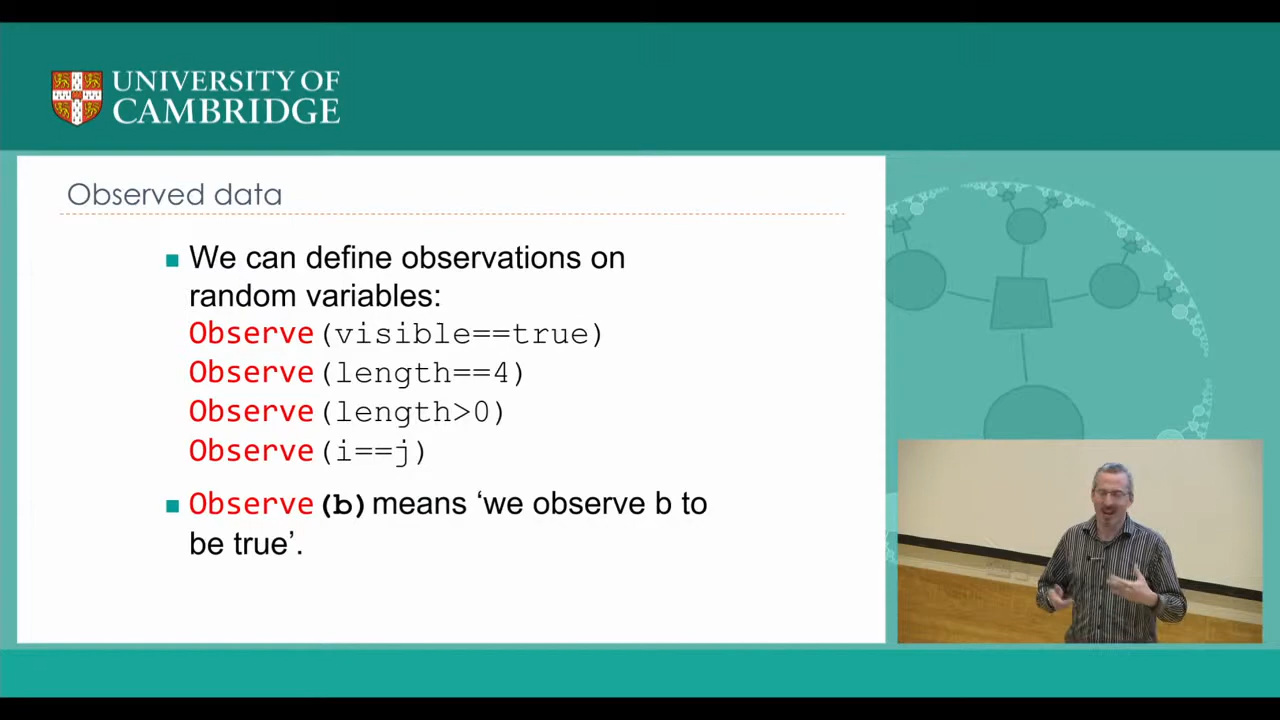 UNIVERSITY OF
CAMBRIDGE
Observed data
We can define observations on
random variables:
Observe(visible==true)
Observe(length==4)
Observe(length>0)
Observe(i==j)
Observe(b) means ‘we observe b to
be true’.